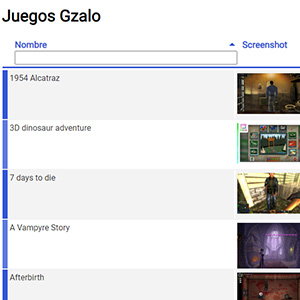 Juegos Gzalo
Nombre Screenshot
1954 Alcatraz
3D dinosaur adventure
7 days to die
A Vampyre Story
Afterbirth